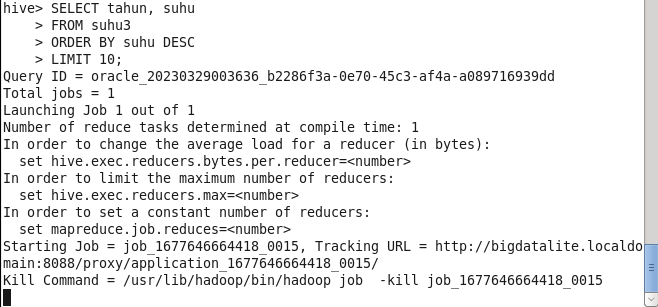 hive> SELECT tahun, suhu
    > FROM suhu3
    > ORDER BY suhu DESC
    > LIMIT 10;
Query ID = oracle_20230329003636_b2286f3a-0e70-45c3-af4a-a089716939dd
Total jobs = 1
Launching Job 1 out of 1
Number of reduce tasks determined at compile time: 1
In order to change the average load for a reducer (in bytes):
  set hive.exec.reducers.bytes.per.reducer=<number>
In order to limit the maximum number of reducers:
  set hive.exec.reducers.max=<number>
In order to set a constant number of reducers:
  set mapreduce.job.reduces=<number>
Starting Job = job_1677646664418_0015, Tracking URL = http://bigdatalite.localdo
main:8088/proxy/application_1677646664418_0015/
Kill Command = /usr/lib/hadoop/bin/hadoop job  -kill job_1677646664418_0015